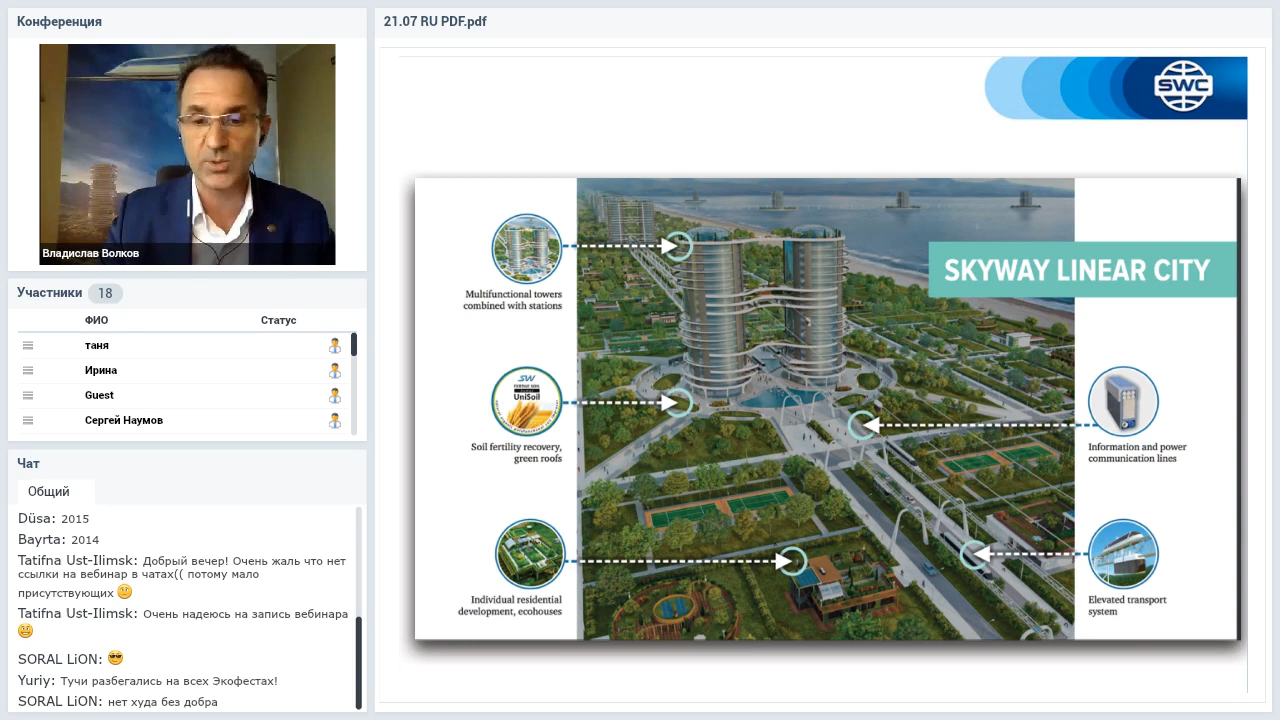 Конференция
Владислав Волков
Участники 18
ФИО Статус
таня
Ирина
Guest
Сергей Наумов
Чат
Общий
Düsa: 2015
Bayrta: 2014
Tatifna Ust-Ilimsk: Добрый вечер! Очень жаль что нет
ссылки на вебинар в чатах(( потому мало
присутствующих
Tatifna Ust-Ilimsk: Очень надеюсь на запись вебинара
SORAL LiON:
Yuriy: Тучи разбегались на всех Экофестах!
SORAL LiON: нет худа без добра
21.07 RU PDF.pdf
SWC
SKYWAY LINEAR CITY
Multifunctional towers
combined with stations
SW
UniSoil
Soil fertility recovery,
green roofs
Individual residential
development, ecohouses
Information and power
communication lines
Elevated transport
system